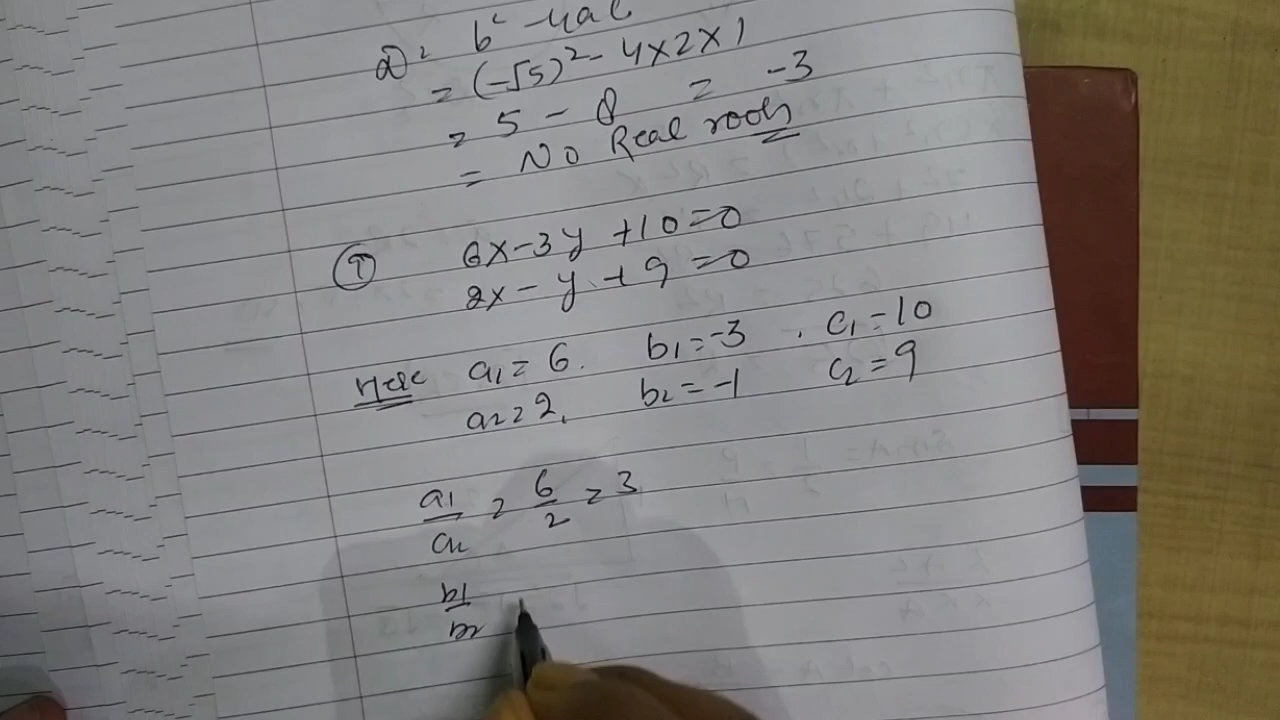 D = b² - 4ac
= (-√5)² - 4×2×1
= 5 - 8 = -3
= No Real roots
⑦ 6x-3y+10=0
2x-y+9=0
Here a₁=6. b₁=-3, c₁=10
a₂=2, b₂=-1 c₂=9
a₁/a₂ = 6/2 = 3
b₁/b₂